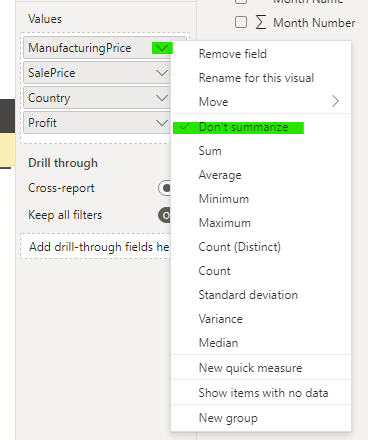 Month Name
Month Number
Values
ManufacturingPrice
SalePrice
Country
Profit
Drill through
Cross-report
Keep all filters
Add drill-through fields he
Remove field
Rename for this visual
Move
Don't summarize
Sum
Average
Minimum
Maximum
Count (Distinct)
Count
Standard deviation
Variance
Median
New quick measure
Show items with no data
New group